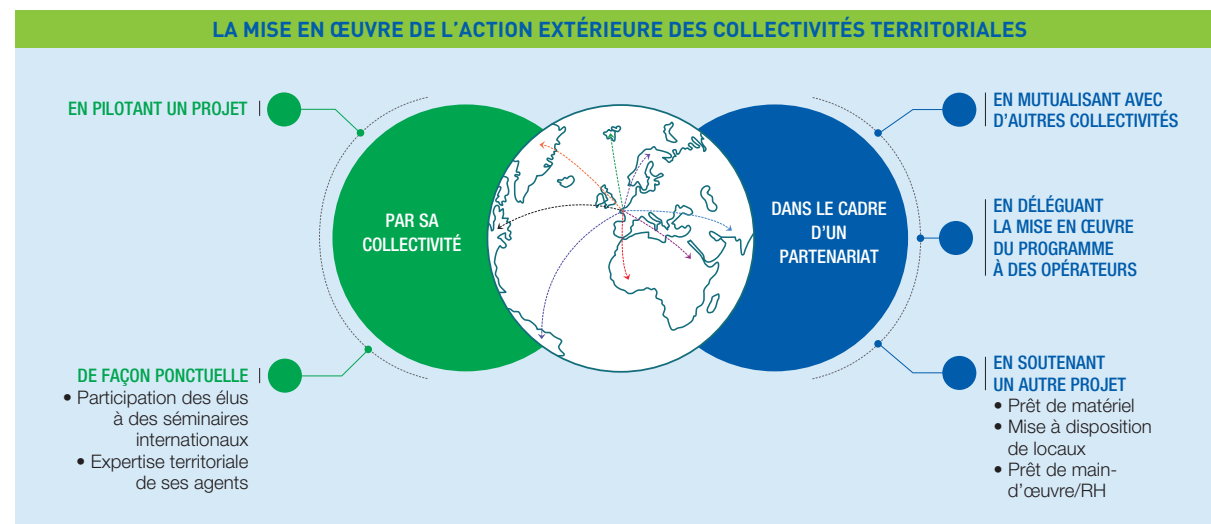 LA MISE EN ŒUVRE DE L’ACTION EXTÉRIEURE DES COLLECTIVITÉS TERRITORIALES
EN PILOTANT UN PROJET
DE FAÇON PONCTUELLE
• Participation des élus
à des séminaires
internationaux
• Expertise territoriale
de ses agents
PAR SA
COLLECTIVITÉ
DANS LE CADRE
D’UN
PARTENARIAT
EN MUTUALISANT AVEC
D’AUTRES COLLECTIVITÉS
EN DÉLÉGUANT
LA MISE EN ŒUVRE
DU PROGRAMME
À DES OPÉRATEURS
EN SOUTENANT
UN AUTRE PROJET
• Prêt de matériel
• Mise à disposition
de locaux
• Prêt de main-
d’œuvre/RH